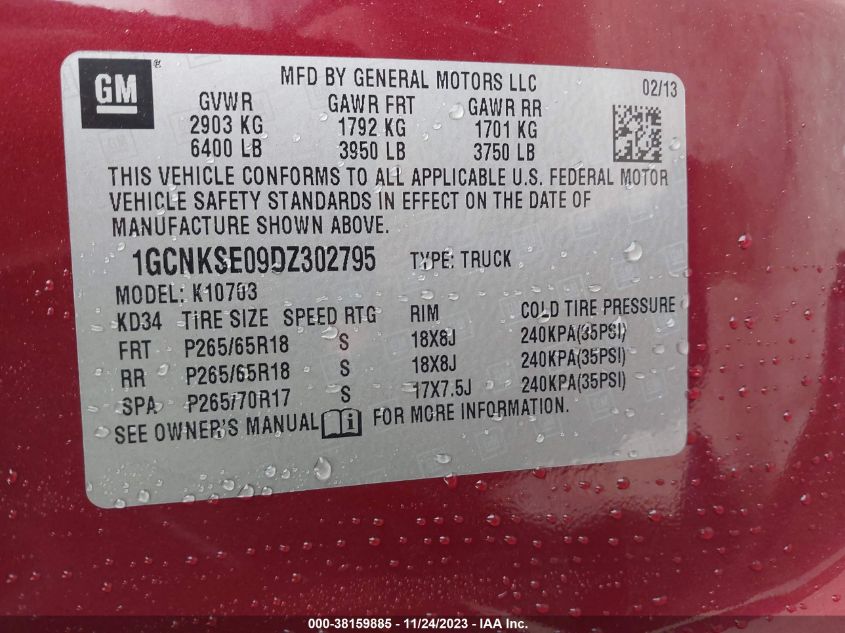 GM®
MFD BY GENERAL MOTORS LLC 02/13
GVWR GAWR FRT GAWR RR
2903 KG 1792 KG 1701 KG
6400 LB 3950 LB 3750 LB
THIS VEHICLE CONFORMS TO ALL APPLICABLE U.S. FEDERAL MOTOR
VEHICLE SAFETY STANDARDS IN EFFECT ON THE DATE OF
MANUFACTURE SHOWN ABOVE.
1GCNKSE09DZ302795 TYPE: TRUCK
MODEL: K10703
KD34 TIRE SIZE SPEED RTG RIM COLD TIRE PRESSURE
FRT P265/65R18 S 18X8J 240KPA(35PSI)
RR P265/65R18 S 18X8J 240KPA(35PSI)
SPA P265/70R17 S 17X7.5J 240KPA(35PSI)
SEE OWNER'S MANUAL i FOR MORE INFORMATION.
000-38159885 - 11/24/2023 - IAA Inc.